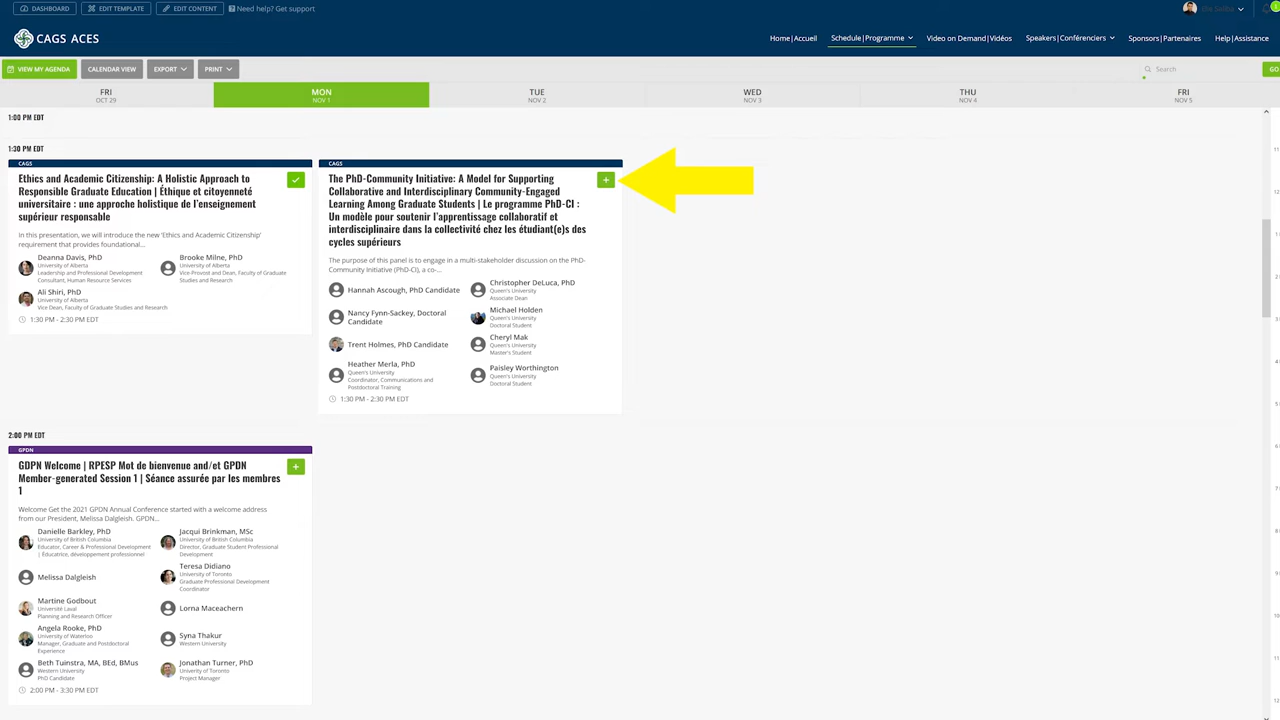 DASHBOARD EDIT TEMPLATE EDIT CONTENT Need help? Get support
CAGS ACES
Home|Accueil Schedule|Programme Video on Demand|Vidéos Speakers|Conférenciers Sponsors|Partenaires Help|Assistance
VIEW MY AGENDA CALENDAR VIEW EXPORT PRINT Search GO
FRI MON TUE WED THU FRI
OCT 29 NOV 1 NOV 2 NOV 3 NOV 4 NOV 5
1:00 PM EDT
1:30 PM EDT
CAGS
Ethics and Academic Citizenship: A Holistic Approach to
Responsible Graduate Education | Éthique et citoyenneté
universitaire : une approche holistique de l'enseignement
supérieur responsable
In this presentation, we will introduce the new 'Ethics and Academic Citizenship'
requirement that provides foundational...
Deanna Davis, PhD
University of Alberta
Leadership and Professional Development
Consultant, Human Resource Services
Brooke Milne, PhD
University of Alberta
Vice-Provost and Dean, Faculty of Graduate
Studies and Research
Ali Shiri, PhD
University of Alberta
Vice Dean, Faculty of Graduate Studies and Research
1:30 PM - 2:30 PM EDT
CAGS
The PhD-Community Initiative: A Model for Supporting
Collaborative and Interdisciplinary Community-Engaged
Learning Among Graduate Students | Le programme PhD-CI :
Un modèle pour soutenir l'apprentissage collaboratif et
interdisciplinaire dans la collectivité chez les étudiant(e)s des
cycles supérieurs
The purpose of this panel is to engage in a multi-stakeholder discussion on the PhD-
Community Initiative (PhD-CI), a co-...
Hannah Ascough, PhD Candidate
Christopher DeLuca, PhD
Queen's University
Associate Dean
Nancy Fynn-Sackey, Doctoral
Candidate
Michael Holden
Queen's University
Doctoral Student
Trent Holmes, PhD Candidate
Cheryl Mak
Queen's University
Master's Student
Heather Merla, PhD
Queen's University
Coordinator, Communications and
Postdoctoral Training
Paisley Worthington
Queen's University
Doctoral Student
1:30 PM - 2:30 PM EDT
2:00 PM EDT
GPDN
GDPN Welcome | RPESP Mot de bienvenue and/et GPDN
Member-generated Session 1 | Séance assurée par les membres
1
Welcome Get the 2021 GPDN Annual Conference started with a welcome address
from our President, Melissa Dalgleish. GPDN...
Danielle Barkley, PhD
University of British Columbia
Educator, Career & Professional Development
| Éducatrice, développement professionnel
Jacqui Brinkman, MSc
University of British Columbia
Director, Graduate Student Professional
Development
Melissa Dalgleish
Teresa Didiano
University of Toronto
Graduate Professional Development
Coordinator
Martine Godbout
Université Laval
Planning and Research Officer
Lorna Maceachern
Angela Rooke, PhD
University of Waterloo
Manager, Graduate and Postdoctoral
Experience
Syna Thakur
Western University
Beth Tuinstra, MA, BEd, BMus
Western University
PhD Candidate
Jonathan Turner, PhD
Univerity of Toronto
Project Manager
2:00 PM - 3:30 PM EDT